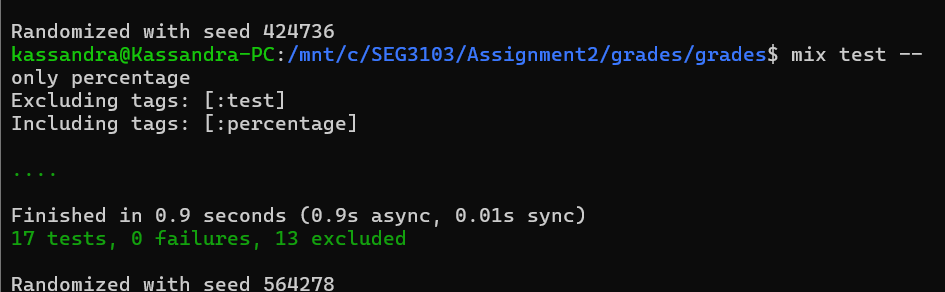 Randomized with seed 424736
kassandra@Kassandra-PC:/mnt/c/SEG3103/Assignment2/grades/grades$ mix test --
only percentage
Excluding tags: [:test]
Including tags: [:percentage]
....
Finished in 0.9 seconds (0.9s async, 0.01s sync)
17 tests, 0 failures, 13 excluded
Randomized with seed 564278